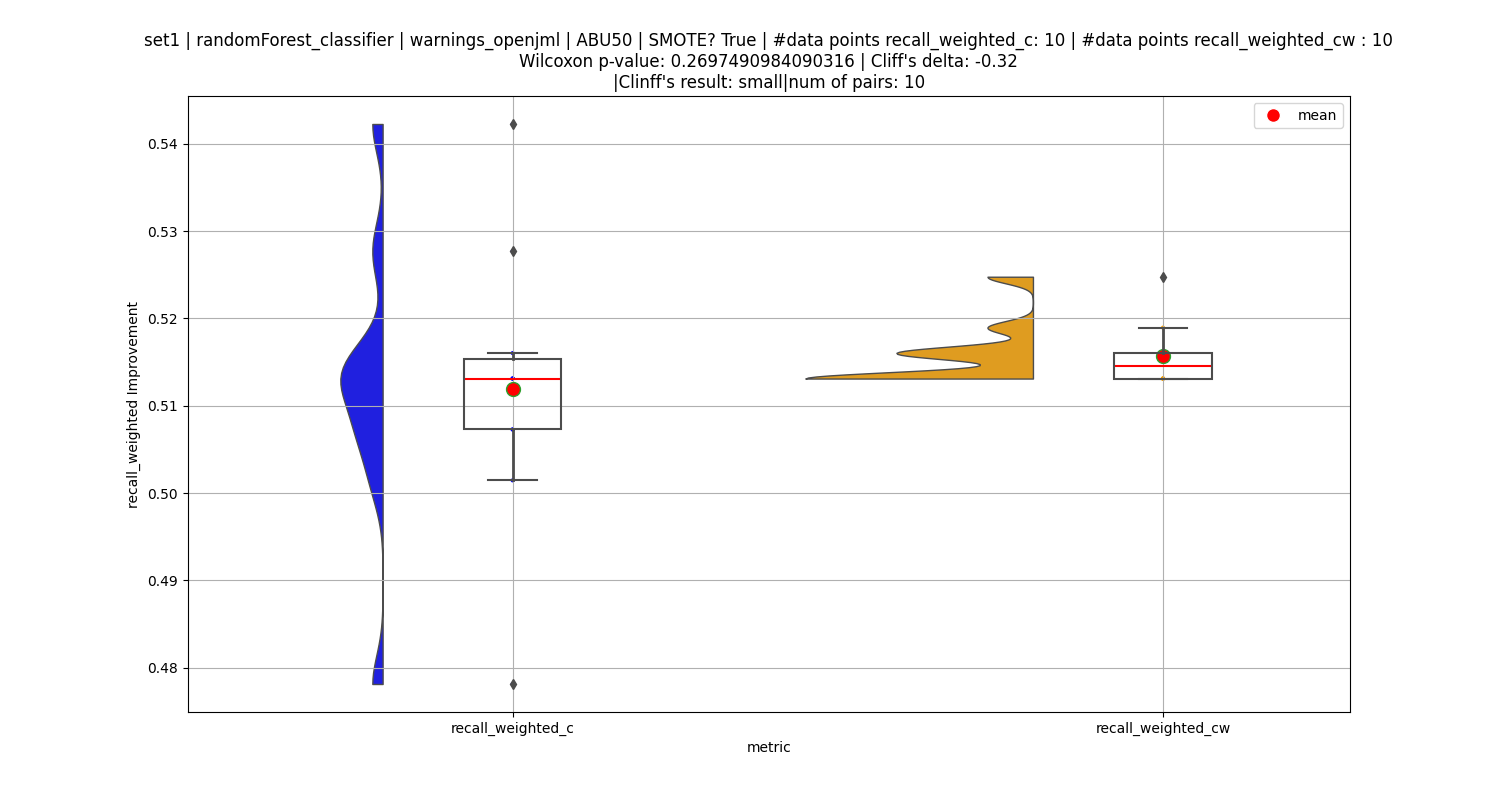 set1 | randomForest_classifier | warnings_openjml | ABU50 | SMOTE? True | #data points recall_weighted_c: 10 | #data points recall_weighted_cw : 10
Wilcoxon p-value: 0.2697490984090316 | Cliff's delta: -0.32
|Clinff's result: small|num of pairs: 10
mean
0.54
0.53
0.52
0.51
0.50
0.49
0.48
recall_weighted Improvement
recall_weighted_c
recall_weighted_cw
metric